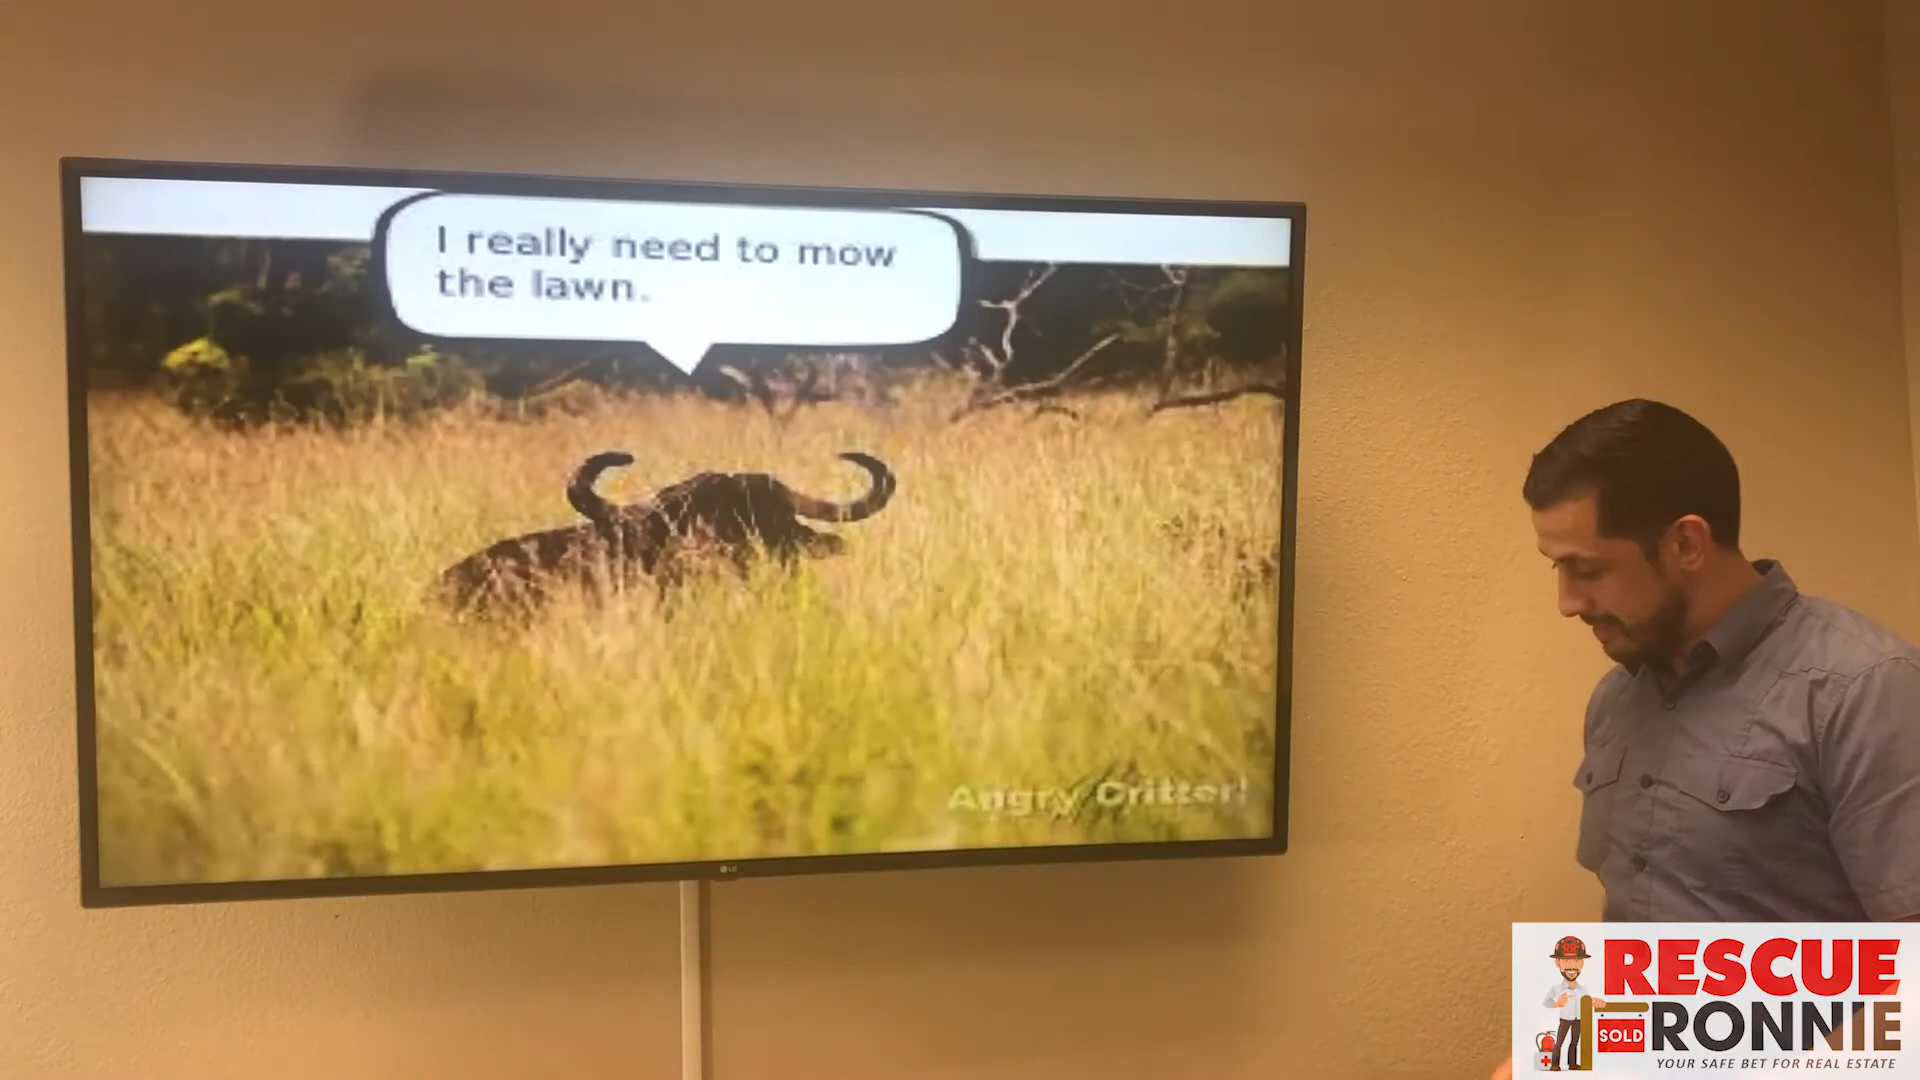 I really need to mow
the lawn.
Angry Critter!
LG
RESCUE
SOLD
RONNIE
YOUR SAFE BET FOR REAL ESTATE